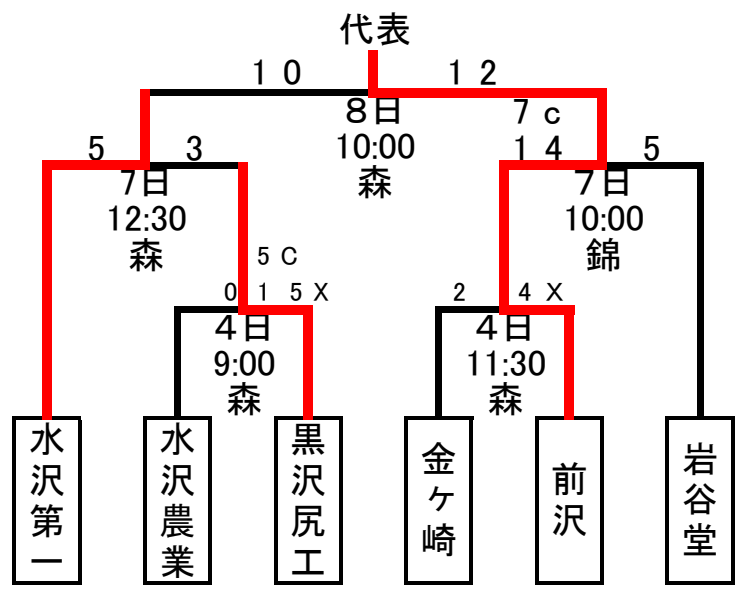 代表
１０ １２
８日
10:00
森
７ｃ
５ ３
１４ ５
７日
12:30
森
７日
10:00
錦
５Ｃ
０ １５Ｘ
２ ４Ｘ
４日
9:00
森
４日
11:30
森
水沢第一
水沢農業
黒沢尻工
金ヶ崎
前沢
岩谷堂